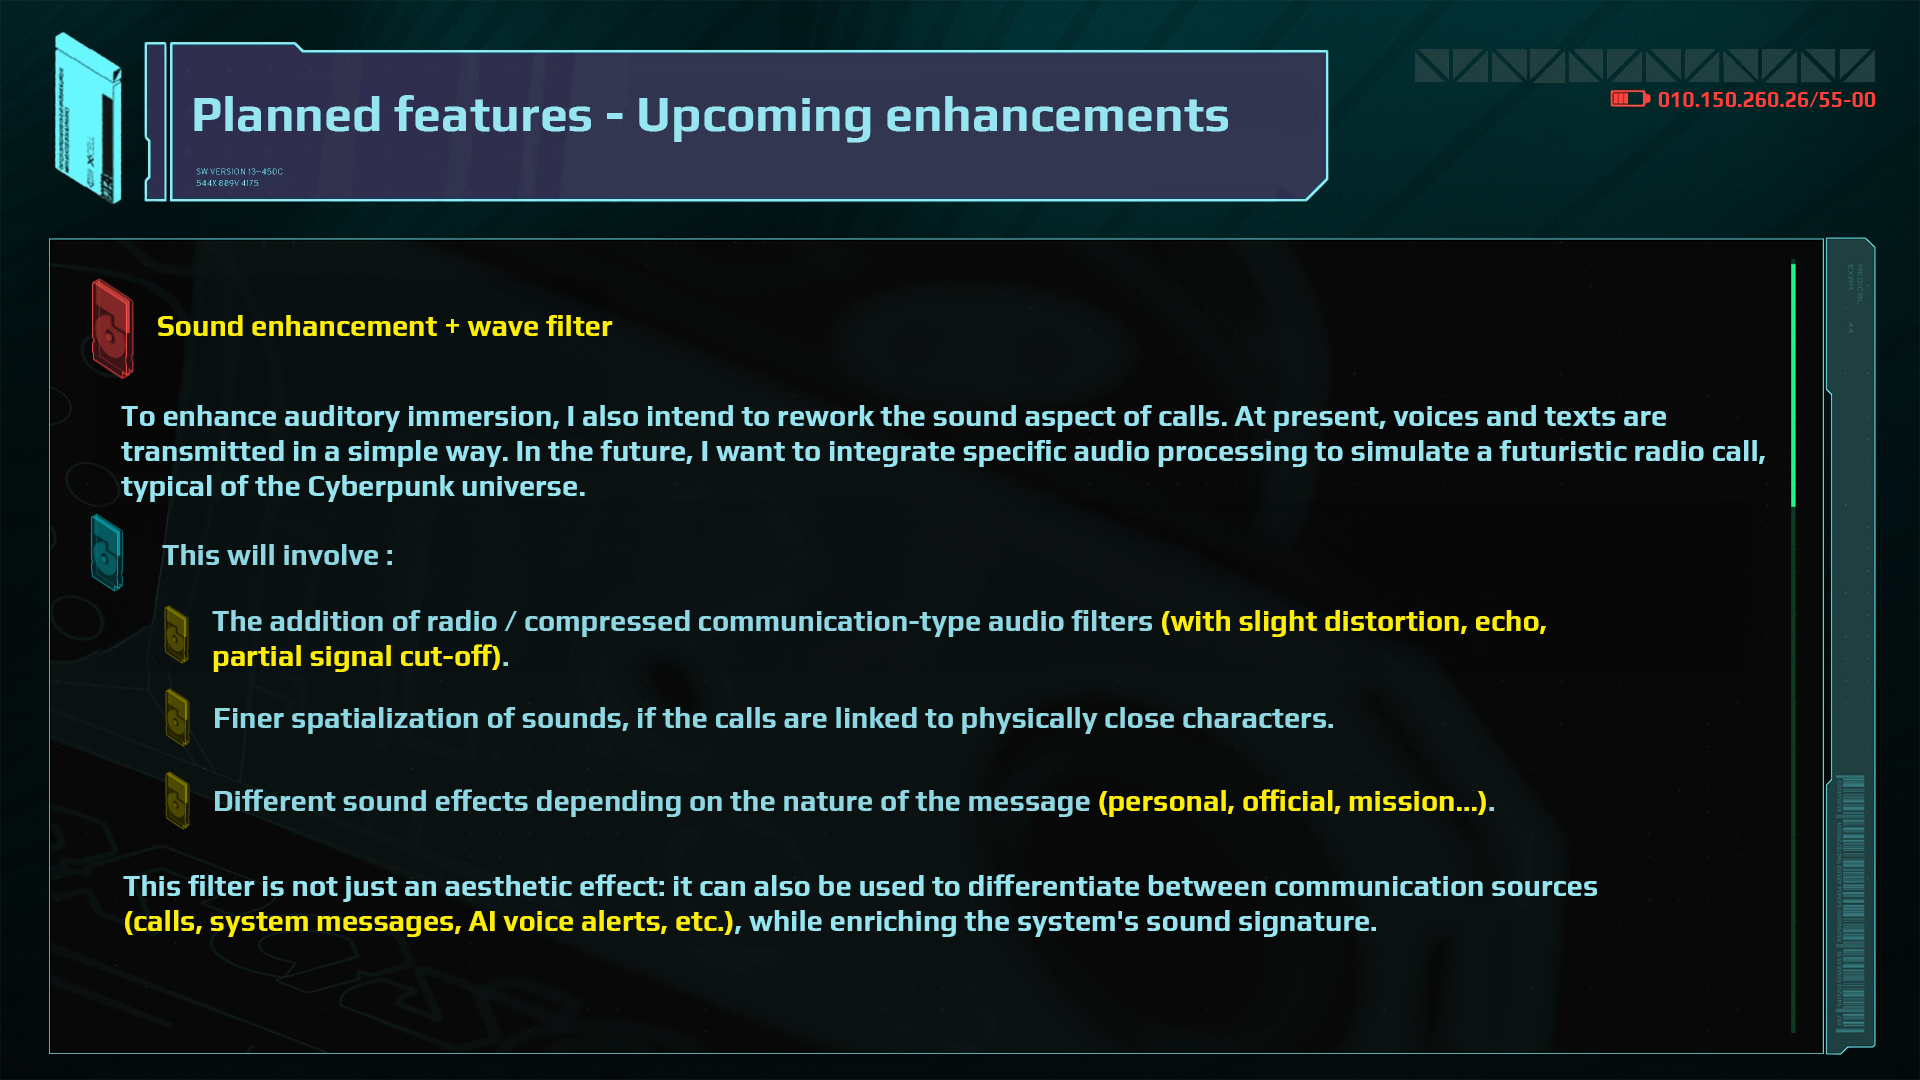 Planned features - Upcoming enhancements
SW VERSION 13-450C
544X 889V 4175
010.150.260.26/55-00
MEDICAL
EXAM
44
Sound enhancement + wave filter
To enhance auditory immersion, I also intend to rework the sound aspect of calls. At present, voices and texts are
transmitted in a simple way. In the future, I want to integrate specific audio processing to simulate a futuristic radio call,
typical of the Cyberpunk universe.
This will involve :
The addition of radio / compressed communication-type audio filters (with slight distortion, echo,
partial signal cut-off).
Finer spatialization of sounds, if the calls are linked to physically close characters.
Different sound effects depending on the nature of the message (personal, official, mission...).
This filter is not just an aesthetic effect: it can also be used to differentiate between communication sources
(calls, system messages, AI voice alerts, etc.), while enriching the system's sound signature.